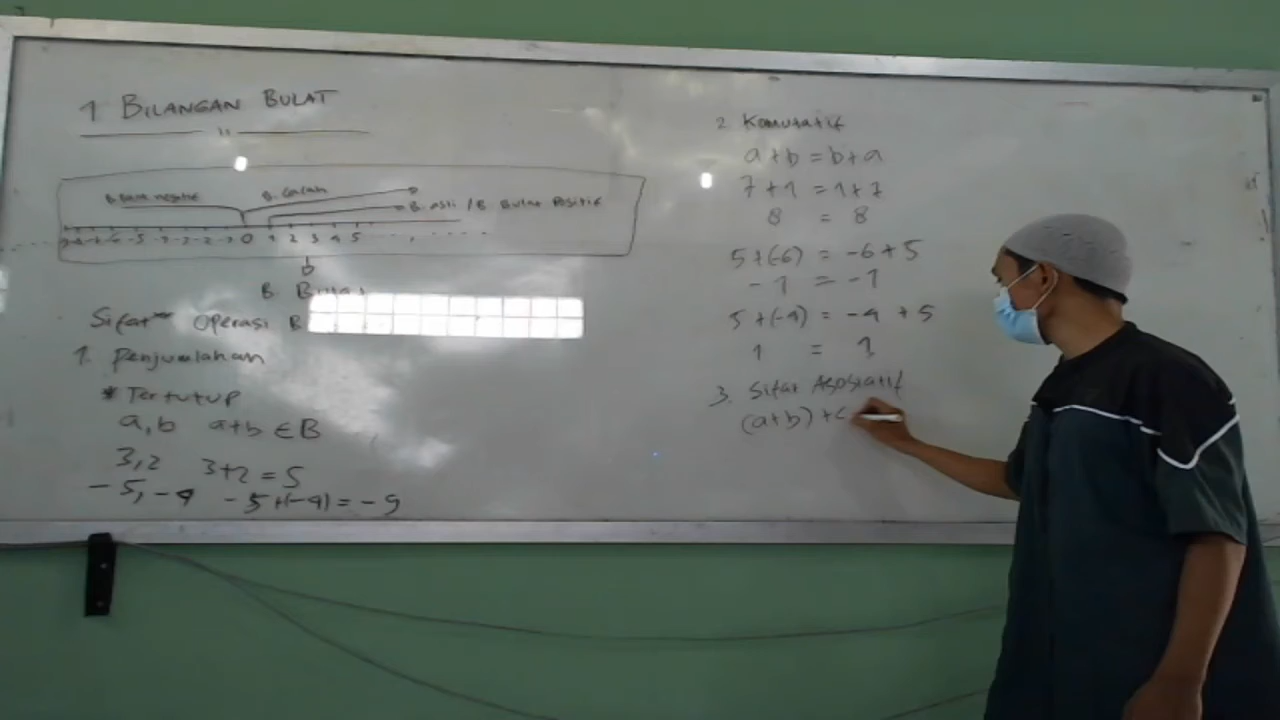 1 BILANGAN BULAT
B. Bulat negatif
B. Cacah
B. asli / B. Bulat Positif
0 1 2 3 4 5
B. Bulat
Sifat" Operasi B
1. Penjumlahan
* Tertutup
a, b a+b ∈ B
3, 2 3+2 = 5
-5, -4 -5+(-4) = -9
2. Komutatif
a+b = b+a
7+1 = 1+7
8 = 8
5+(-6) = -6+5
-1 = -1
5+(-4) = -4+5
1 = 1
3. Sifat Asosiatif
(a+b)+c